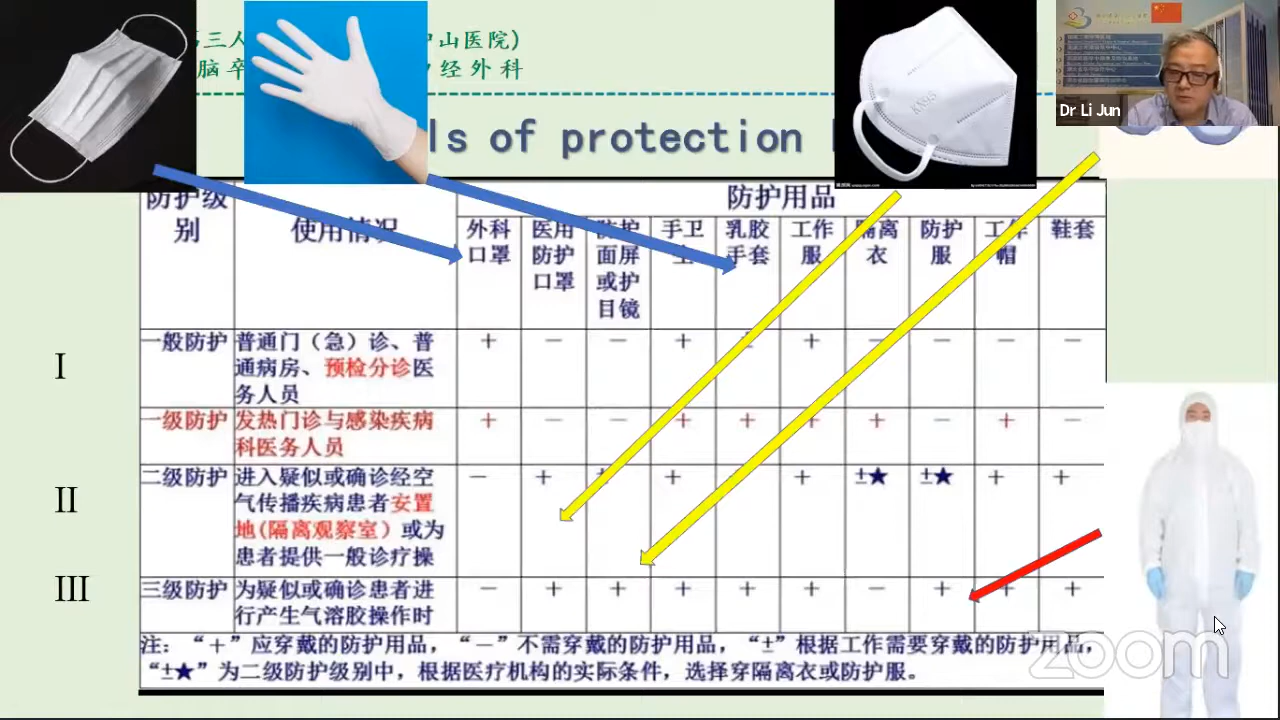 三人
中山医院)
脑卒
经外科
ls of protection
KN95
Dr Li Jun
防护级别
使用情况
防护用品
外科口罩
医用防护口罩
防护面屏或护目镜
手卫生
乳胶手套
工作服
隔离衣
防护服
工作帽
鞋套
I
一般防护
普通门（急）诊、普
通病房、预检分诊医
务人员
+ − − + ± + − − − −
一级防护
发热门诊与感染疾病
科医务人员
+ − − + + + + − + −
II
二级防护
进入疑似或确诊经空
气传播疾病患者安置
地(隔离观察室）或为
患者提供一般诊疗操
− + ± + + + ±★ ±★ + +
III
三级防护
为疑似或确诊患者进
行产生气溶胶操作时
− + + + + + − + + +
注：“+”应穿戴的防护用品，“−”不需穿戴的防护用品，“±”根据工作需要穿戴的防护用品，
“±★”为二级防护级别中，根据医疗机构的实际条件，选择穿隔离衣或防护服。
zoom